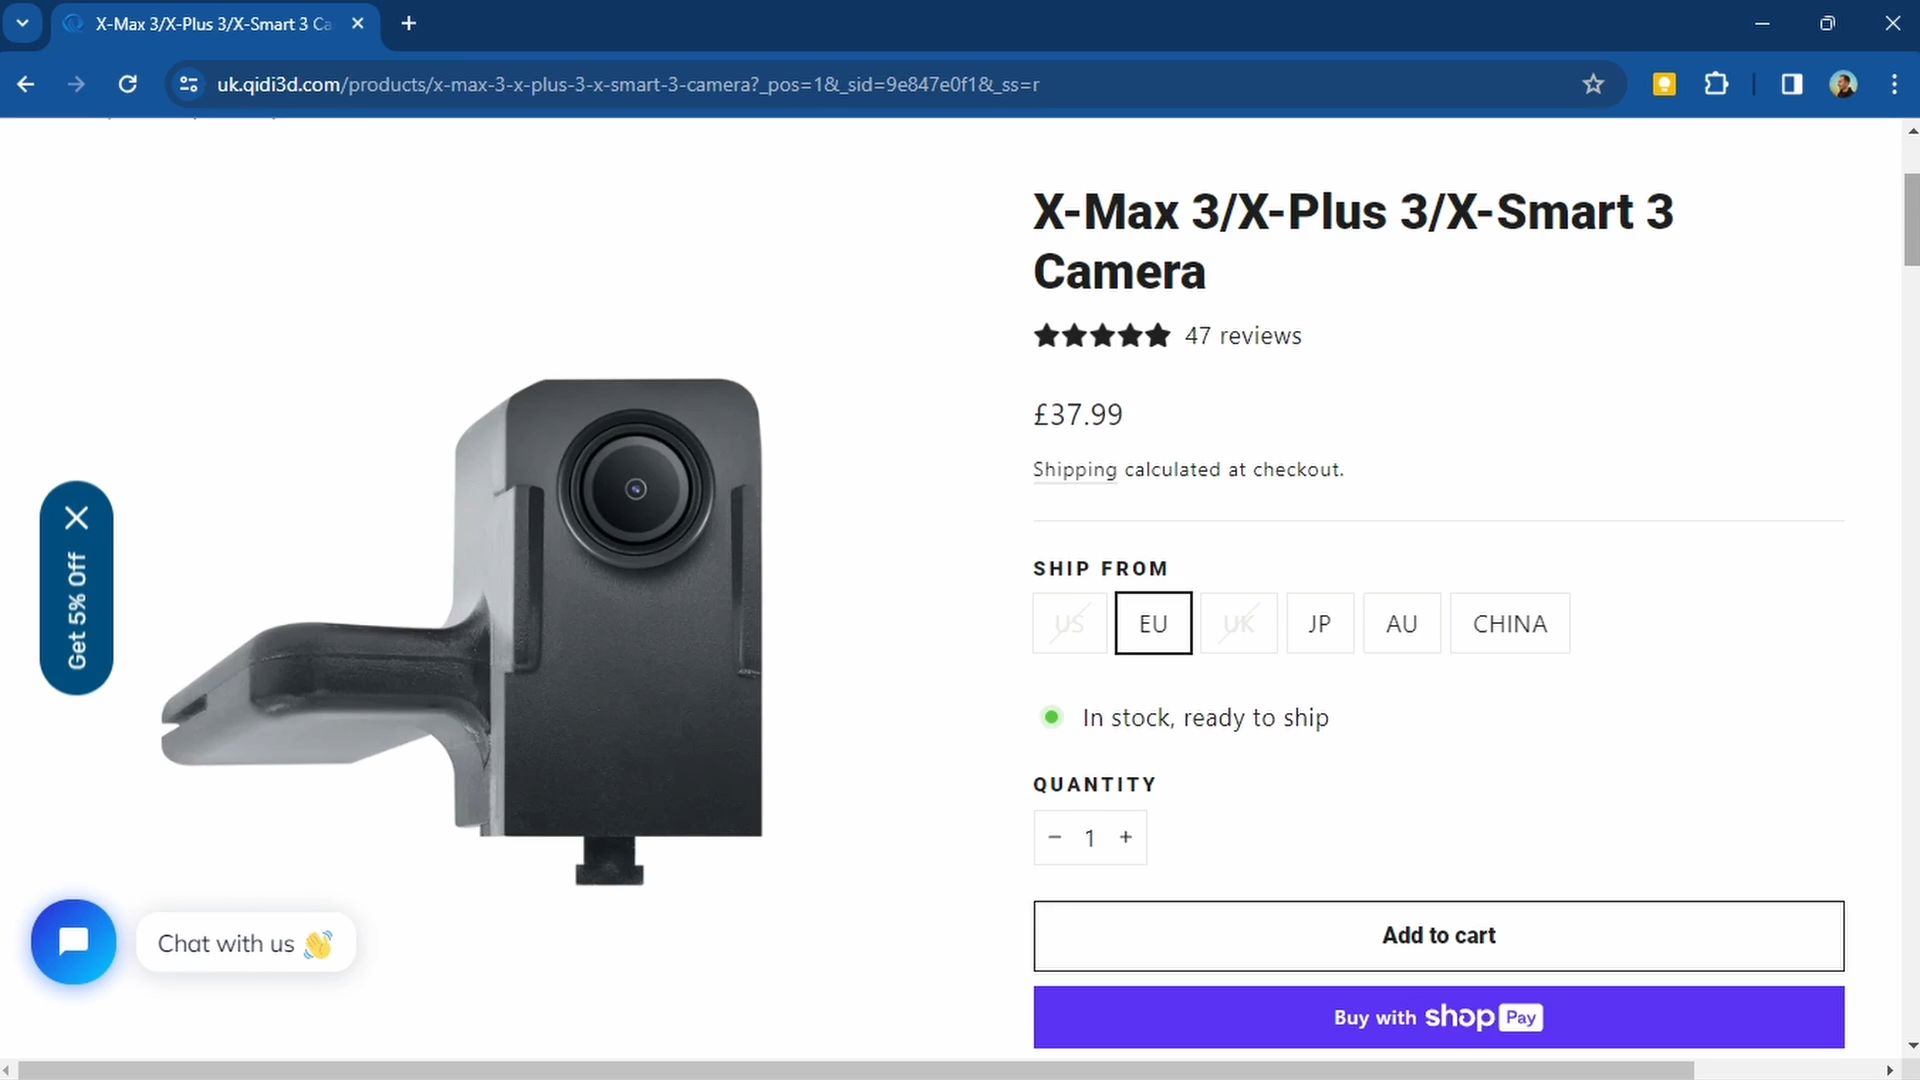 X-Max 3/X-Plus 3/X-Smart 3 Ca
uk.qidi3d.com/products/x-max-3-x-plus-3-x-smart-3-camera?_pos=1&_sid=9e847e0f1&_ss=r
X-Max 3/X-Plus 3/X-Smart 3
Camera
47 reviews
£37.99
Shipping calculated at checkout.
SHIP FROM
US EU UK JP AU CHINA
In stock, ready to ship
QUANTITY
− 1 +
Add to cart
Buy with shop Pay
Get 5% Off
Chat with us 👋